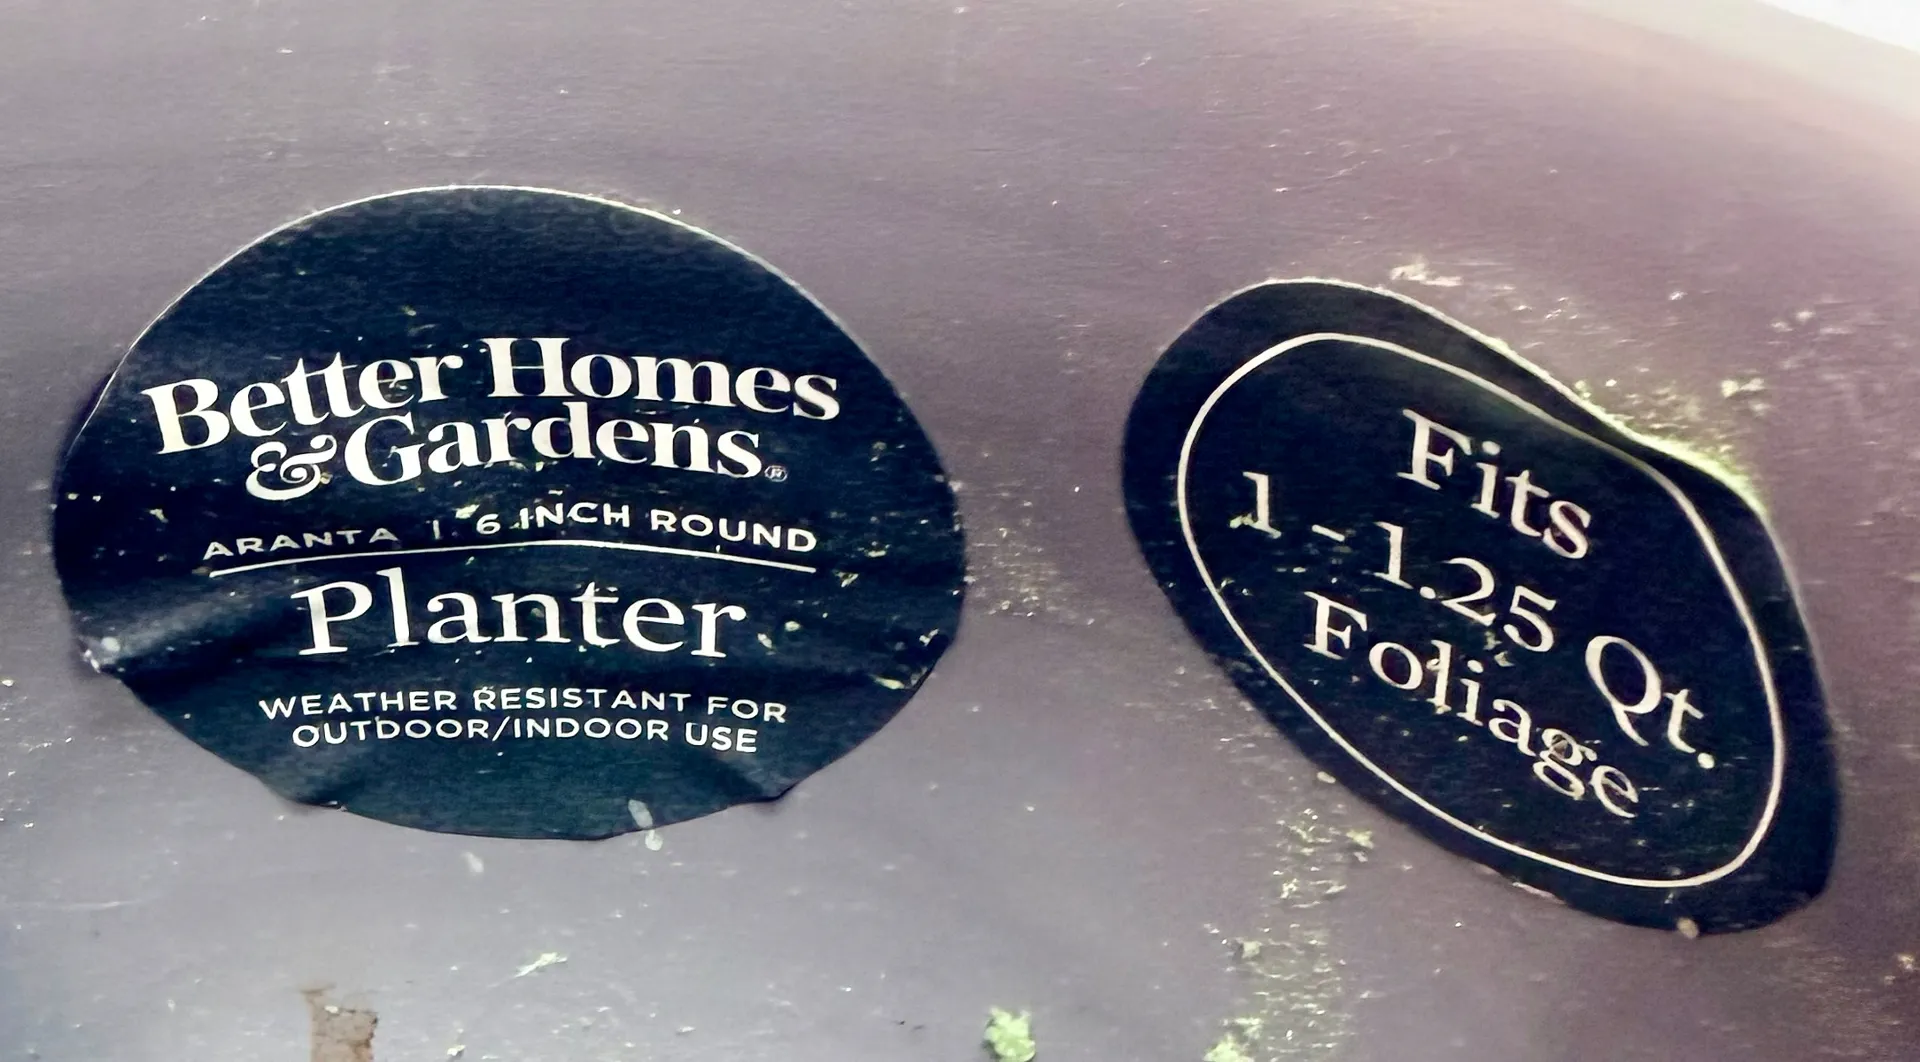 Better Homes
& Gardens®
ARANTA | 6 INCH ROUND
Planter
WEATHER RESISTANT FOR
OUTDOOR/INDOOR USE
Fits
1 - 1.25 Qt.
Foliage